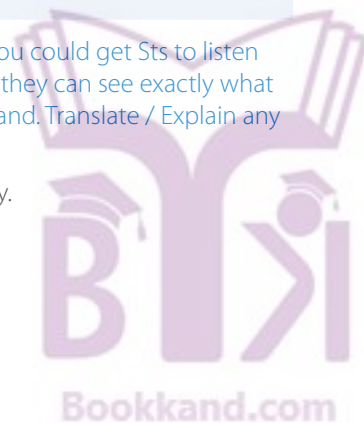 ou could get Sts to listen
they can see exactly what
and. Translate / Explain any
y.
Bookkand.com